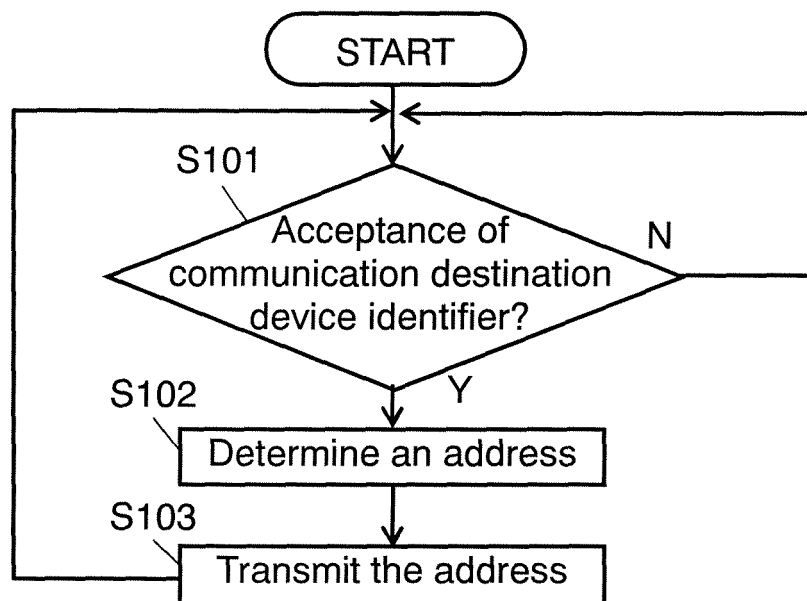 START
S101
Acceptance of
communication destination
device identifier?
N
Y
S102
Determine an address
S103
Transmit the address